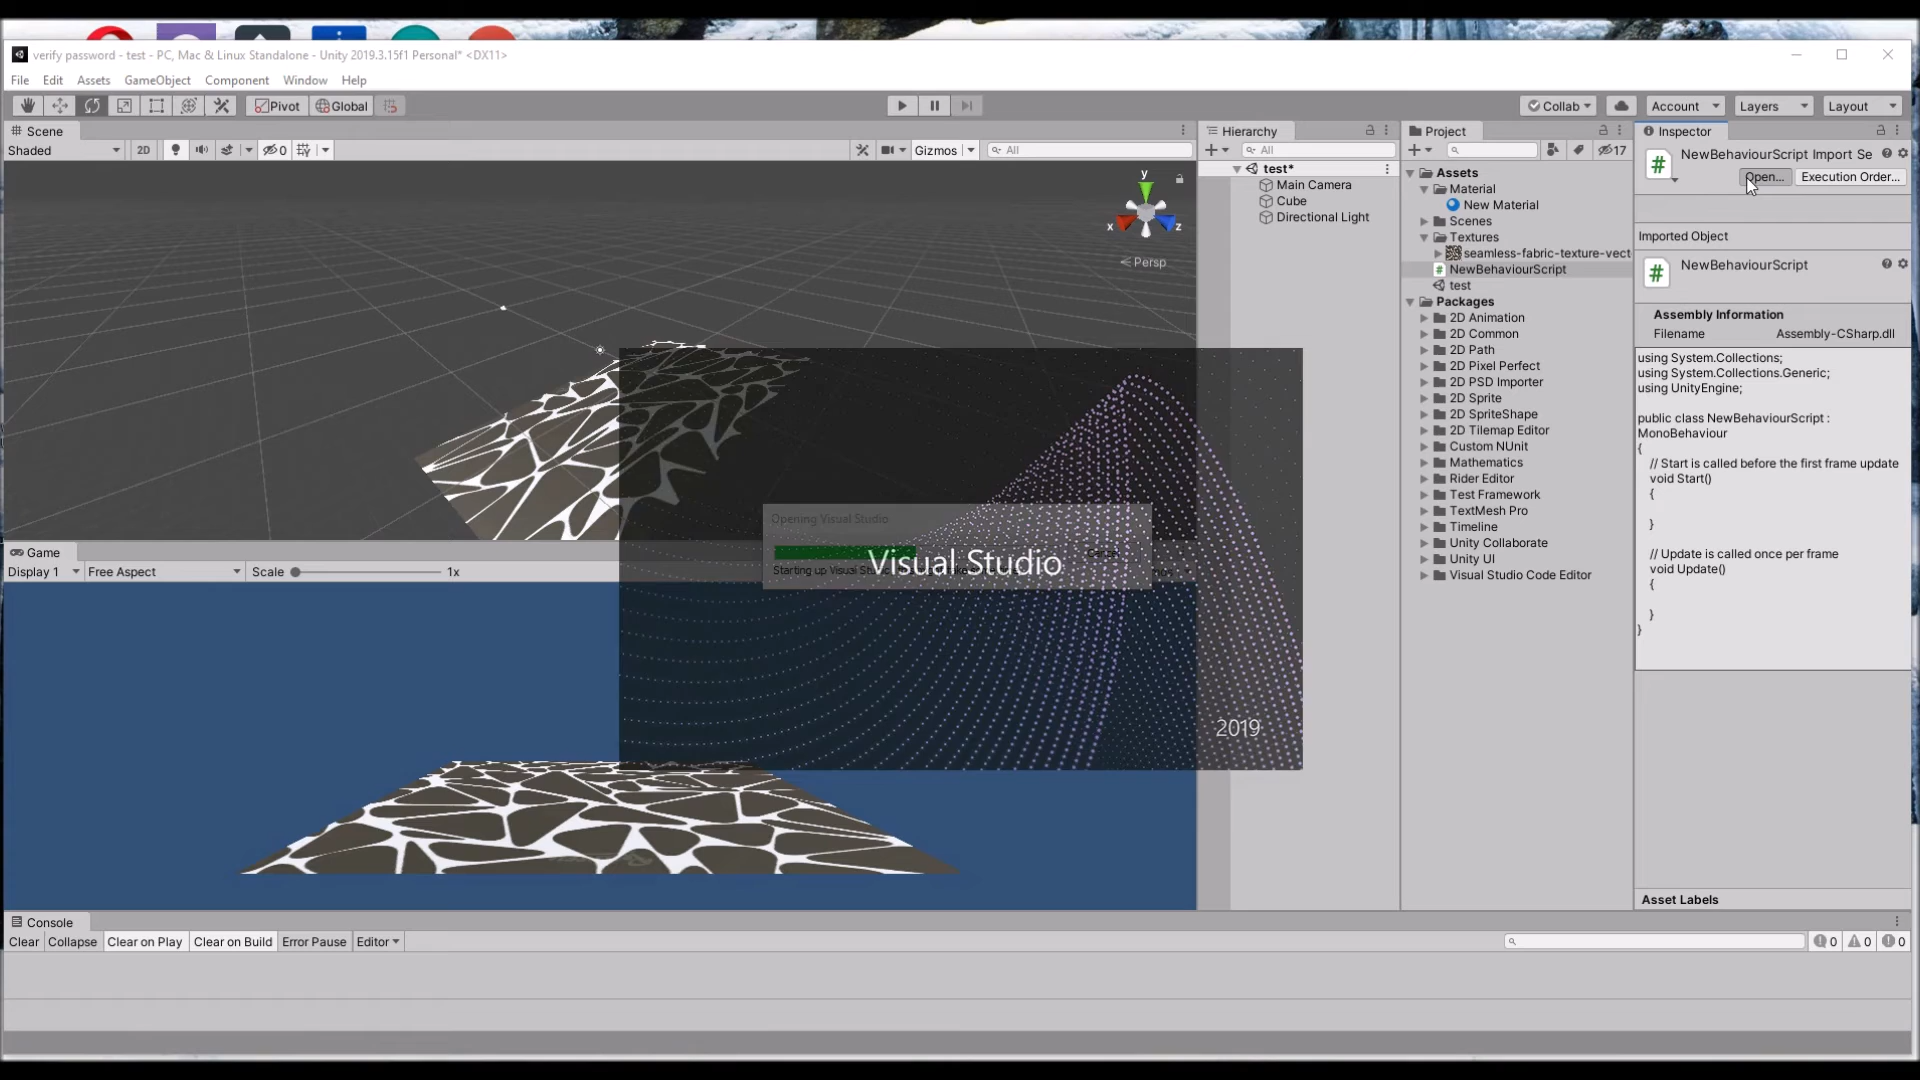 verify password - test - PC, Mac & Linux Standalone - Unity 2019.3.15f1 Personal* <DX11>
File Edit Assets GameObject Component Window Help
Pivot Global Collab Account Layers Layout
Scene
Shaded 2D 0 Gizmos All
y
x z
Persp
Opening Visual Studio
Visual Studio
Cancel
Starting up Visual Studio
2019
Game
Display 1 Free Aspect Scale 1x
Hierarchy
All
test*
Main Camera
Cube
Directional Light
Project
17
Assets
Material
New Material
Scenes
Textures
seamless-fabric-texture-vect
NewBehaviourScript
test
Packages
2D Animation
2D Common
2D Path
2D Pixel Perfect
2D PSD Importer
2D Sprite
2D SpriteShape
2D Tilemap Editor
Custom NUnit
Mathematics
Rider Editor
Test Framework
TextMesh Pro
Timeline
Unity Collaborate
Unity UI
Visual Studio Code Editor
Inspector
NewBehaviourScript Import Se
Open... Execution Order...
Imported Object
NewBehaviourScript
Assembly Information
Filename Assembly-CSharp.dll
using System.Collections;
using System.Collections.Generic;
using UnityEngine;
public class NewBehaviourScript :
MonoBehaviour
{
// Start is called before the first frame update
void Start()
{
}
// Update is called once per frame
void Update()
{
}
}
Asset Labels
Console
Clear Collapse Clear on Play Clear on Build Error Pause Editor 0 0 0